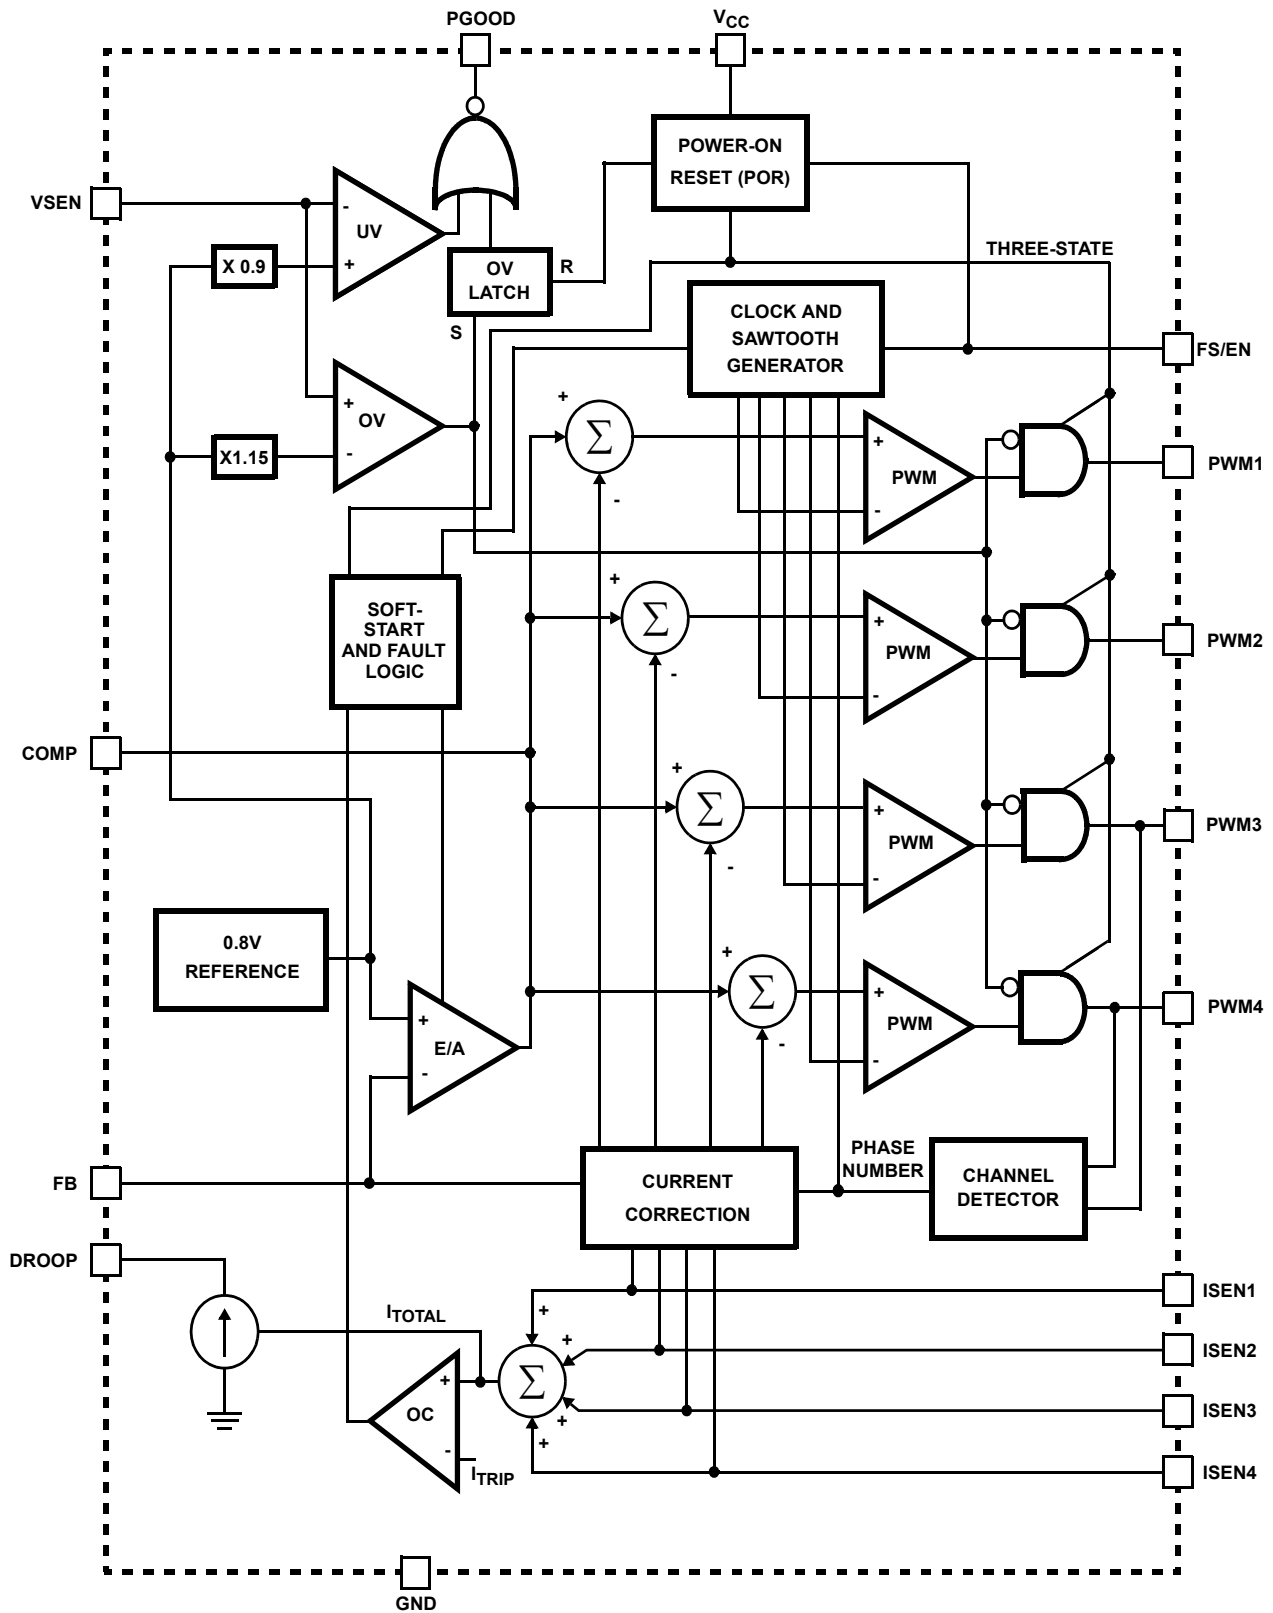 PGOOD
VCC
POWER-ON
RESET (POR)
VSEN
-
UV
+
X 0.9
OV
LATCH
R
S
THREE-STATE
CLOCK AND
SAWTOOTH
GENERATOR
FS/EN
+
OV
-
X1.15
+
Σ
-
+
PWM
-
PWM1
SOFT-
START
AND FAULT
LOGIC
+
Σ
-
+
PWM
-
PWM2
COMP
+
Σ
-
+
PWM
-
PWM3
0.8V
REFERENCE
+
E/A
-
+
Σ
-
+
PWM
-
PWM4
FB
CURRENT
CORRECTION
PHASE
NUMBER
CHANNEL
DETECTOR
DROOP
ITOTAL
+
OC
-
ITRIP
+
+
Σ
+
+
ISEN1
ISEN2
ISEN3
ISEN4
GND